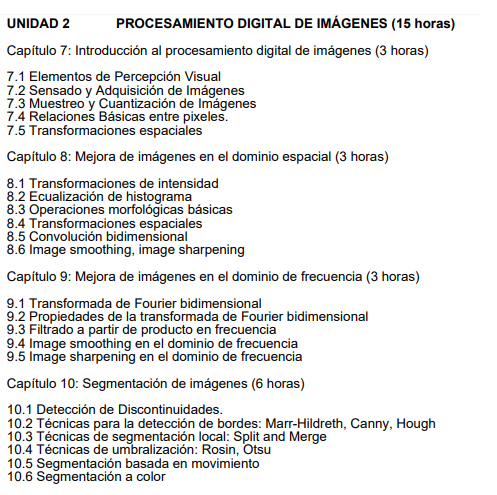 UNIDAD 2 PROCESAMIENTO DIGITAL DE IMÁGENES (15 horas)
Capítulo 7: Introducción al procesamiento digital de imágenes (3 horas)
7.1 Elementos de Percepción Visual
7.2 Sensado y Adquisición de Imágenes
7.3 Muestreo y Cuantización de Imágenes
7.4 Relaciones Básicas entre pixeles.
7.5 Transformaciones espaciales
Capítulo 8: Mejora de imágenes en el dominio espacial (3 horas)
8.1 Transformaciones de intensidad
8.2 Ecualización de histograma
8.3 Operaciones morfológicas básicas
8.4 Transformaciones espaciales
8.5 Convolución bidimensional
8.6 Image smoothing, image sharpening
Capítulo 9: Mejora de imágenes en el dominio de frecuencia (3 horas)
9.1 Transformada de Fourier bidimensional
9.2 Propiedades de la transformada de Fourier bidimensional
9.3 Filtrado a partir de producto en frecuencia
9.4 Image smoothing en el dominio de frecuencia
9.5 Image sharpening en el dominio de frecuencia
Capítulo 10: Segmentación de imágenes (6 horas)
10.1 Detección de Discontinuidades.
10.2 Técnicas para la detección de bordes: Marr-Hildreth, Canny, Hough
10.3 Técnicas de segmentación local: Split and Merge
10.4 Técnicas de umbralización: Rosin, Otsu
10.5 Segmentación basada en movimiento
10.6 Segmentación a color